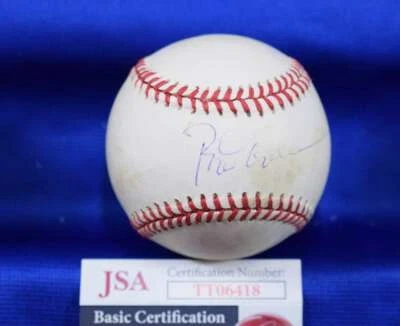 JSA
Certification Number:
TT06418
Basic Certification